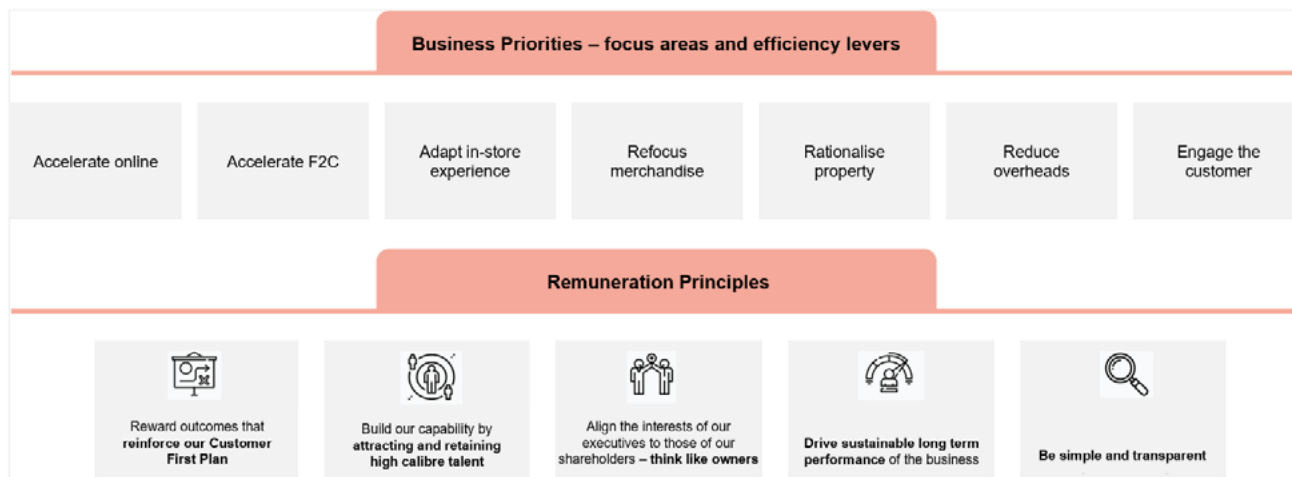 Business Priorities – focus areas and efficiency levers
Accelerate online
Accelerate F2C
Adapt in-store
experience
Refocus
merchandise
Rationalise
property
Reduce
overheads
Engage the
customer
Remuneration Principles
Reward outcomes that
reinforce our Customer
First Plan
Build our capability by
attracting and retaining
high calibre talent
Align the interests of our
executives to those of our
shareholders – think like owners
Drive sustainable long term
performance of the business
Be simple and transparent